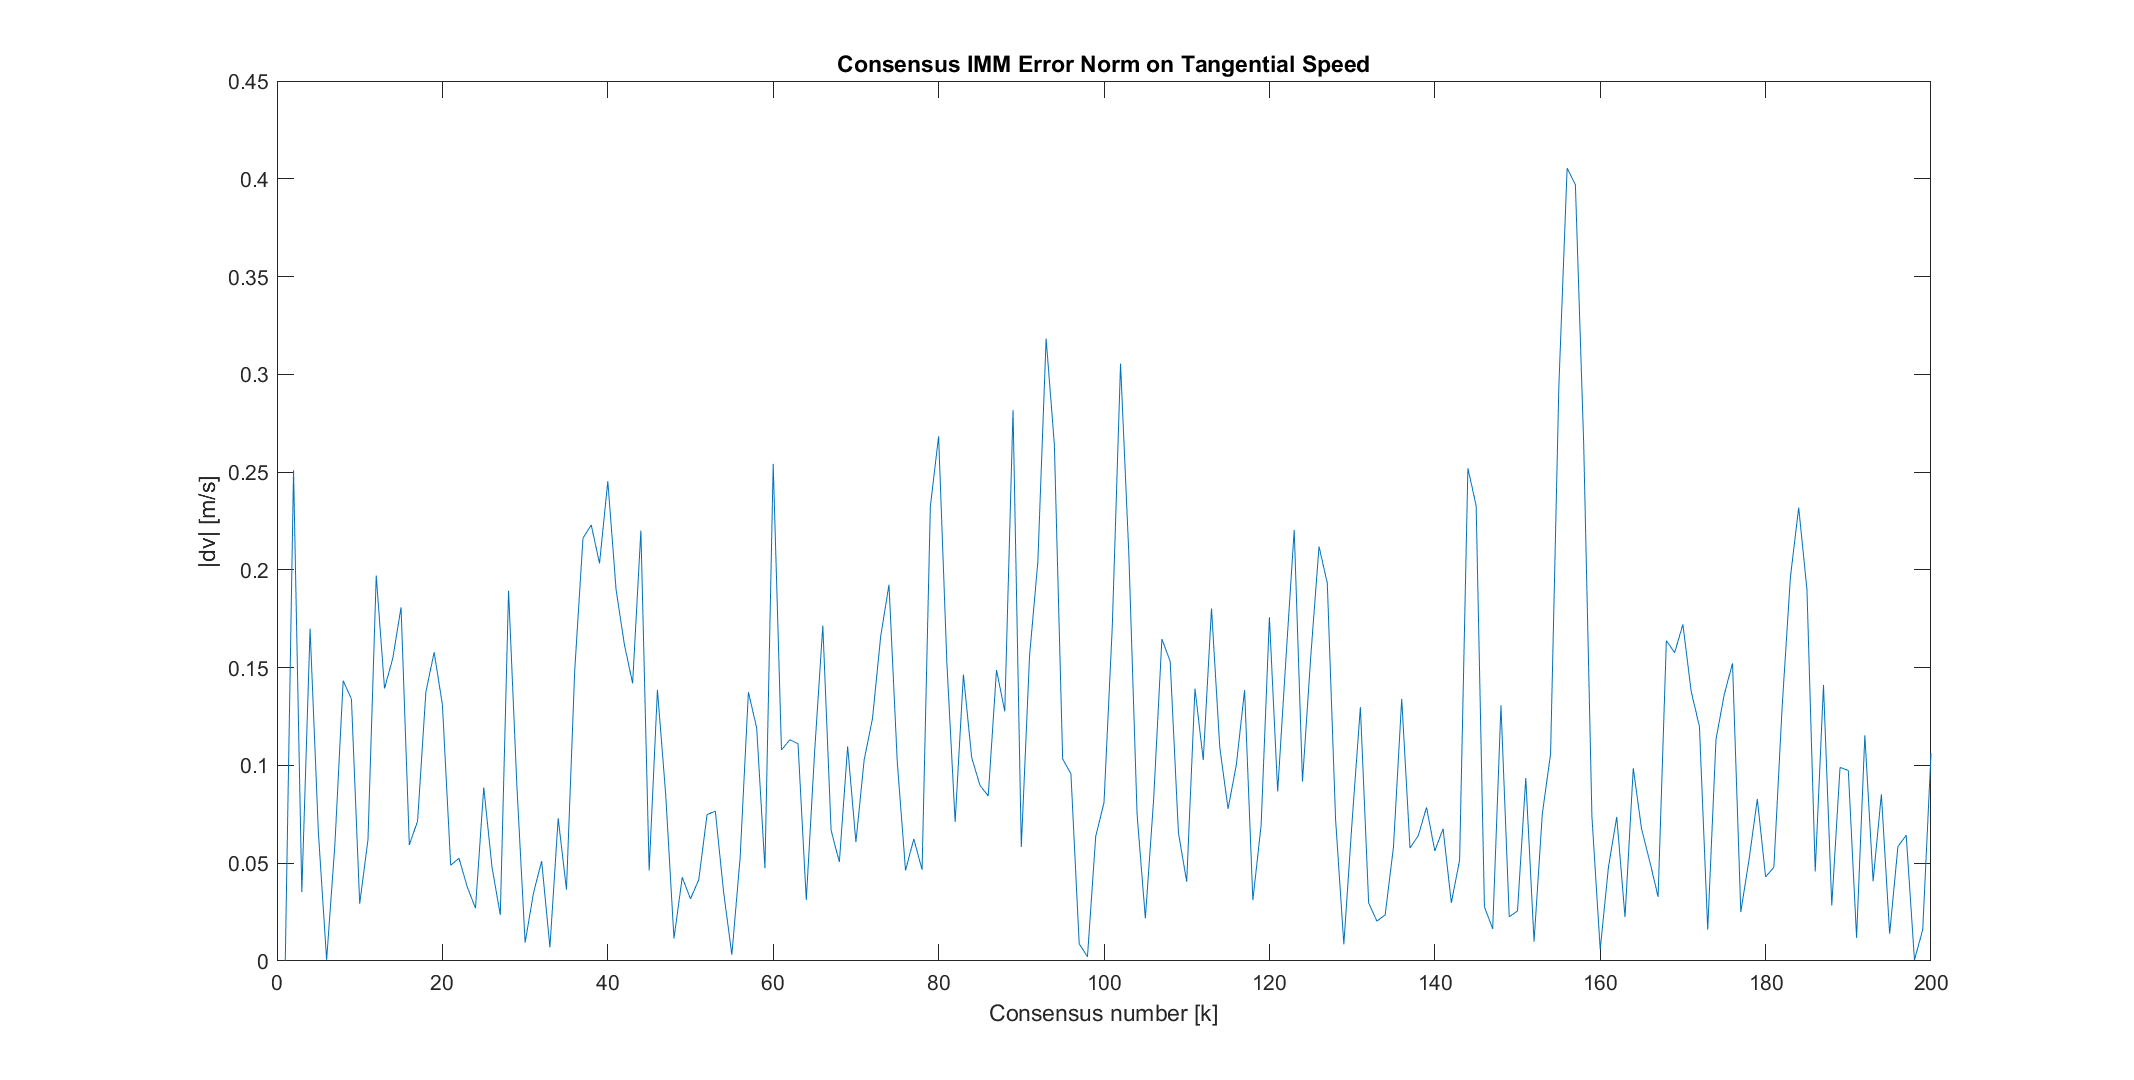 Consensus IMM Error Norm on Tangential Speed
0.45
0.4
0.35
0.3
0.25
0.2
0.15
0.1
0.05
0
|dv| [m/s]
0 20 40 60 80 100 120 140 160 180 200
Consensus number [k]